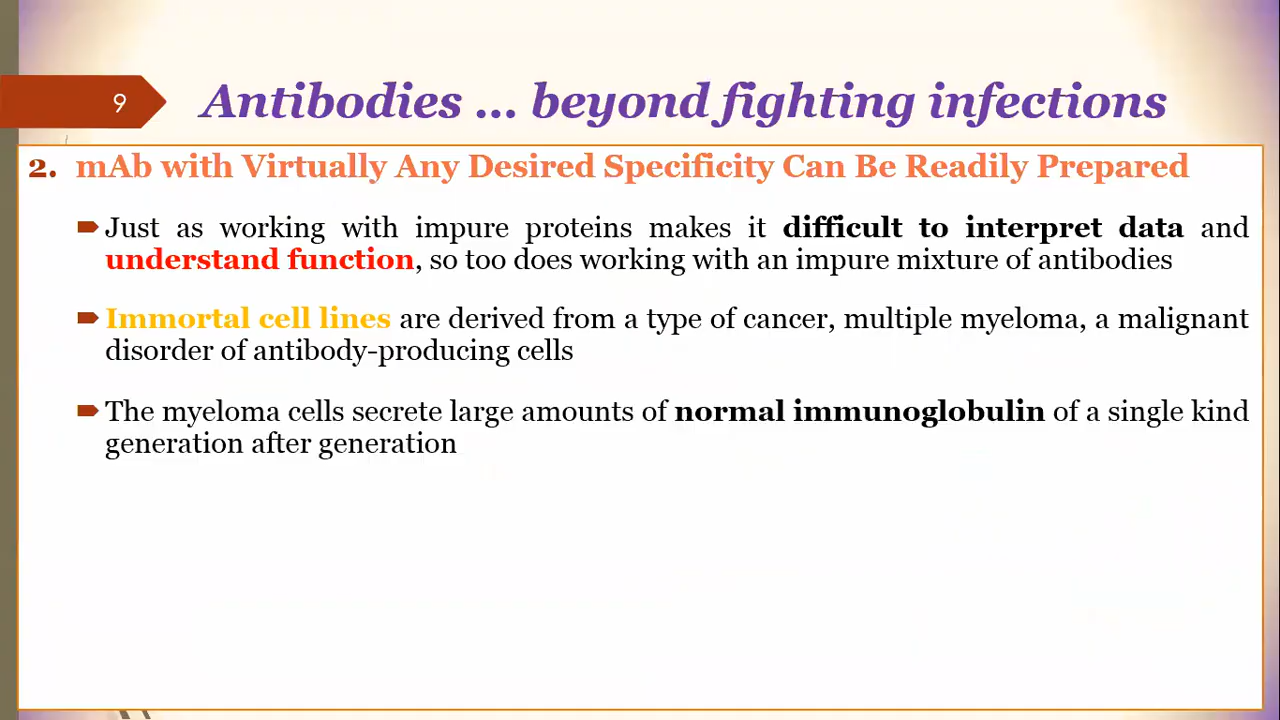 9
Antibodies ... beyond fighting infections
2. mAb with Virtually Any Desired Specificity Can Be Readily Prepared
Just as working with impure proteins makes it difficult to interpret data and
understand function, so too does working with an impure mixture of antibodies
Immortal cell lines are derived from a type of cancer, multiple myeloma, a malignant
disorder of antibody-producing cells
The myeloma cells secrete large amounts of normal immunoglobulin of a single kind
generation after generation